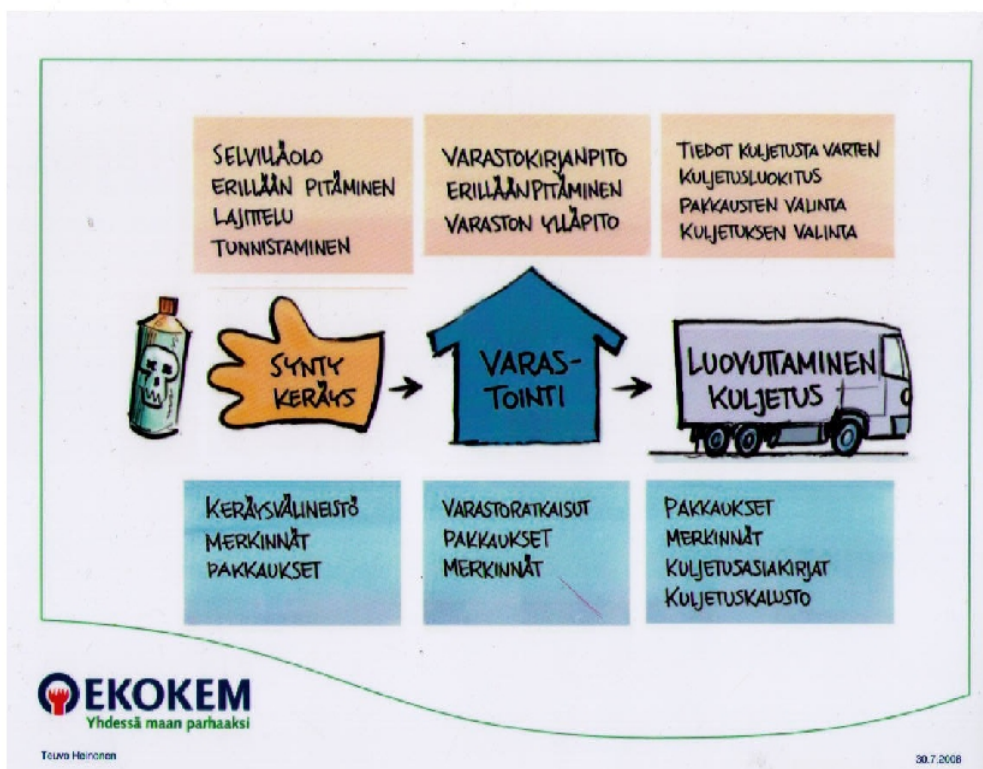 SELVILLÄOLO
ERILLÄÄN PITÄMINEN
LAJITTELU
TUNNISTAMINEN
VARASTOKIRJANPITO
ERILLÄÄNPITÄMINEN
VARASTON YLLÄPITO
TIEDOT KULJETUSTA VARTEN
KULJETUSLUOKITUS
PAKKAUSTEN VALINTA
KULJETUKSEN VALINTA
SYNTY
KERÄYS
VARAS-
TOINTI
LUOVUTTAMINEN
KULJETUS
KERÄYSVÄLINEISTÖ
MERKINNÄT
PAKKAUKSET
VARASTORATKAISUT
PAKKAUKSET
MERKINNÄT
PAKKAUKSET
MERKINNÄT
KULJETUSASIAKIRJAT
KULJETUSKALUSTO
EKOKEM
Yhdessä maan parhaaksi
Teuvo Heinonen
30.7.2008